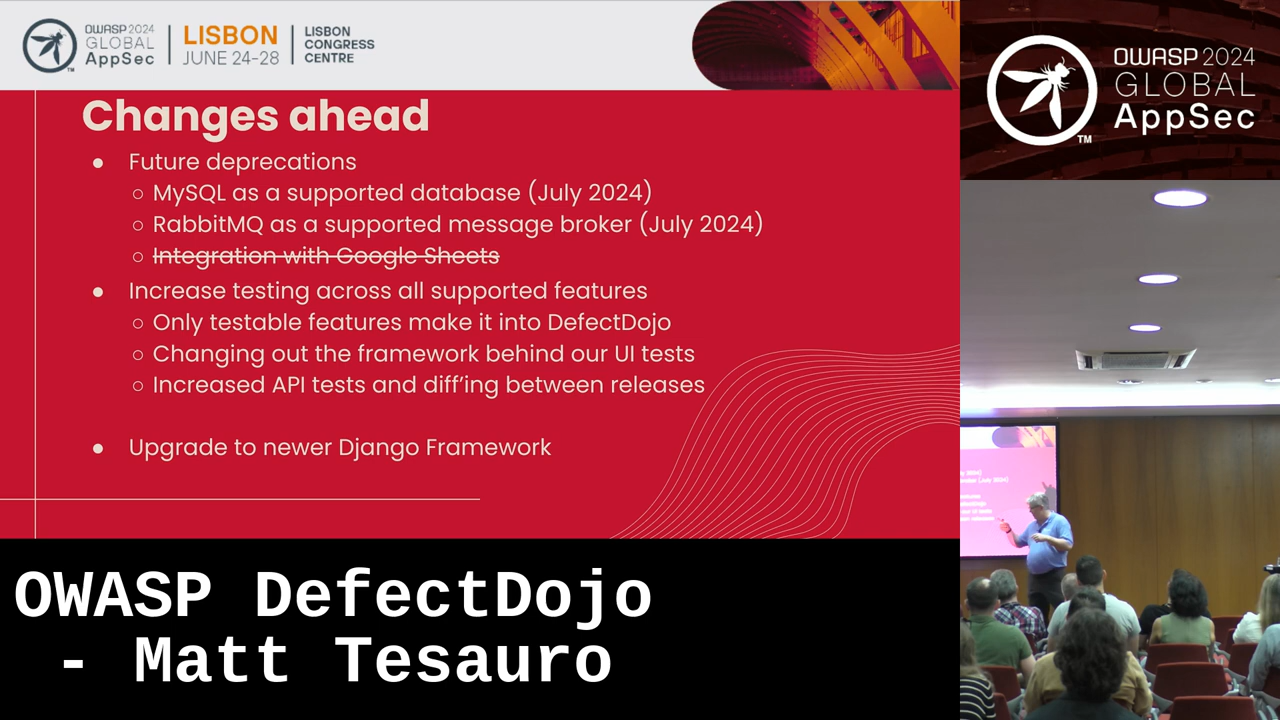 OWASP 2024
GLOBAL
AppSec
LISBON
JUNE 24-28
LISBON
CONGRESS
CENTRE
TM
OWASP 2024
GLOBAL
AppSec
TM
Changes ahead
● Future deprecations
○ MySQL as a supported database (July 2024)
○ RabbitMQ as a supported message broker (July 2024)
○ Integration with Google Sheets
● Increase testing across all supported features
○ Only testable features make it into DefectDojo
○ Changing out the framework behind our UI tests
○ Increased API tests and diff’ing between releases
● Upgrade to newer Django Framework
OWASP DefectDojo
- Matt Tesauro